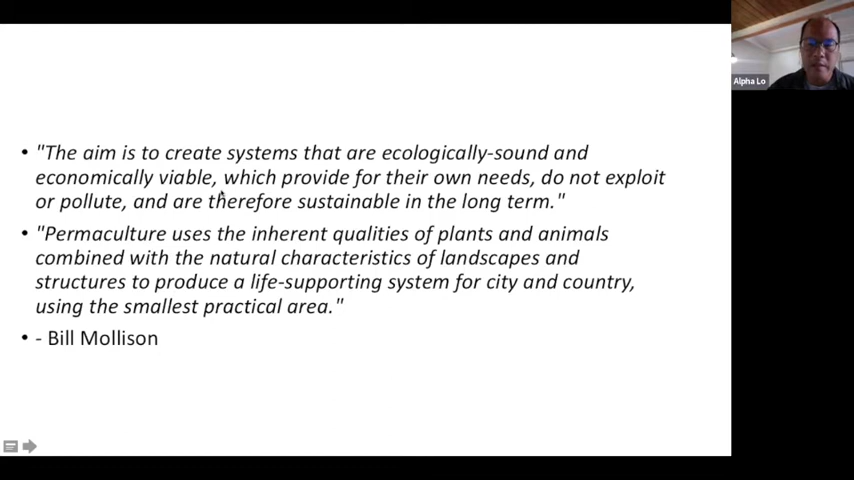 • "The aim is to create systems that are ecologically-sound and
economically viable, which provide for their own needs, do not exploit
or pollute, and are therefore sustainable in the long term."
• "Permaculture uses the inherent qualities of plants and animals
combined with the natural characteristics of landscapes and
structures to produce a life-supporting system for city and country,
using the smallest practical area."
• - Bill Mollison
Alpha Lo